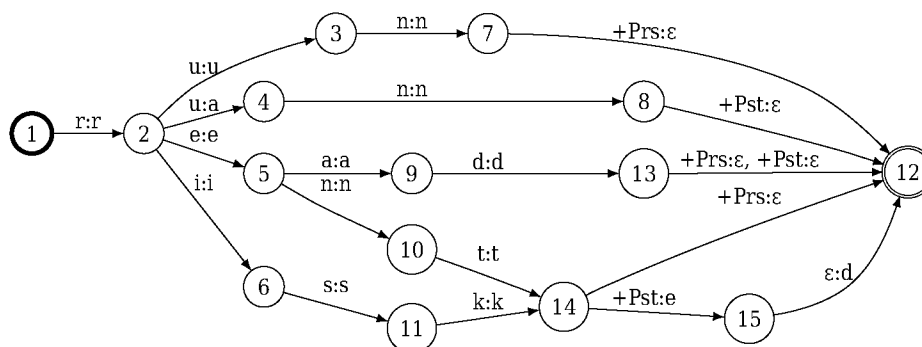 3 n:n 7 +Prs:ε
u:u
u:a 4 n:n 8 +Pst:ε
1 r:r 2 e:e
a:a 9 d:d 13 +Prs:ε, +Pst:ε 12
5 n:n
i:i +Prs:ε
10 t:t
6 s:s k:k 14 +Pst:e ε:d
11 15